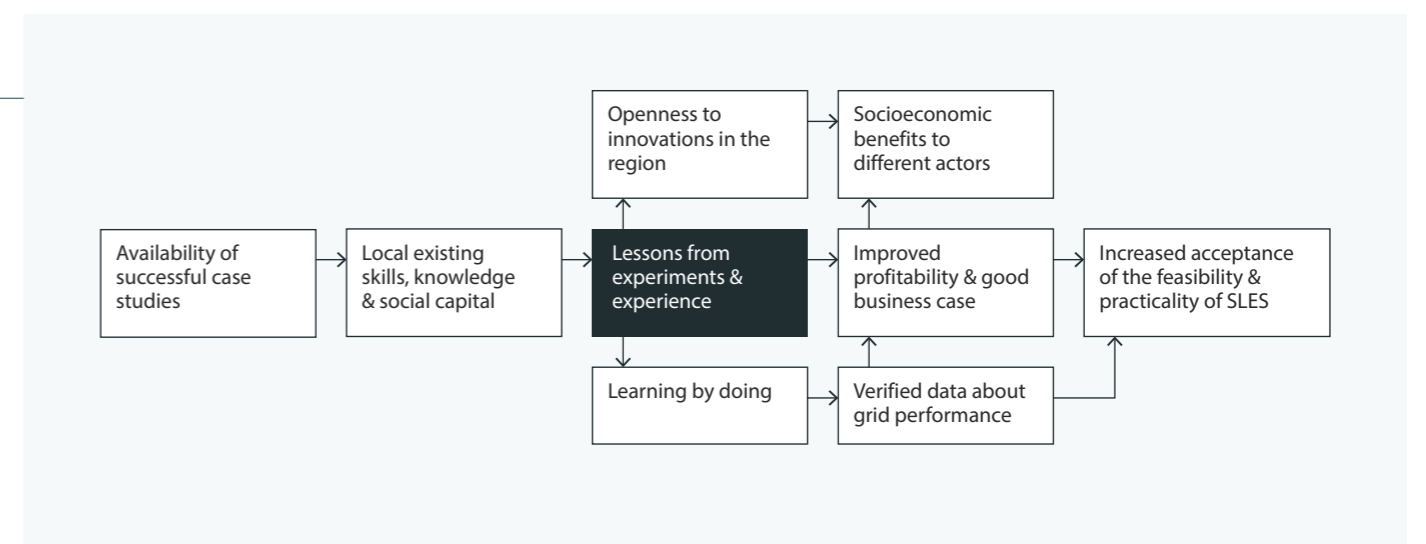 Openness to
innovations in the
region
Socioeconomic
benefits to
different actors
Availability of
successful case
studies
Local existing
skills, knowledge
& social capital
Lessons from
experiments &
experience
Improved
profitability & good
business case
Increased acceptance
of the feasibility &
practicality of SLES
Learning by doing
Verified data about
grid performance